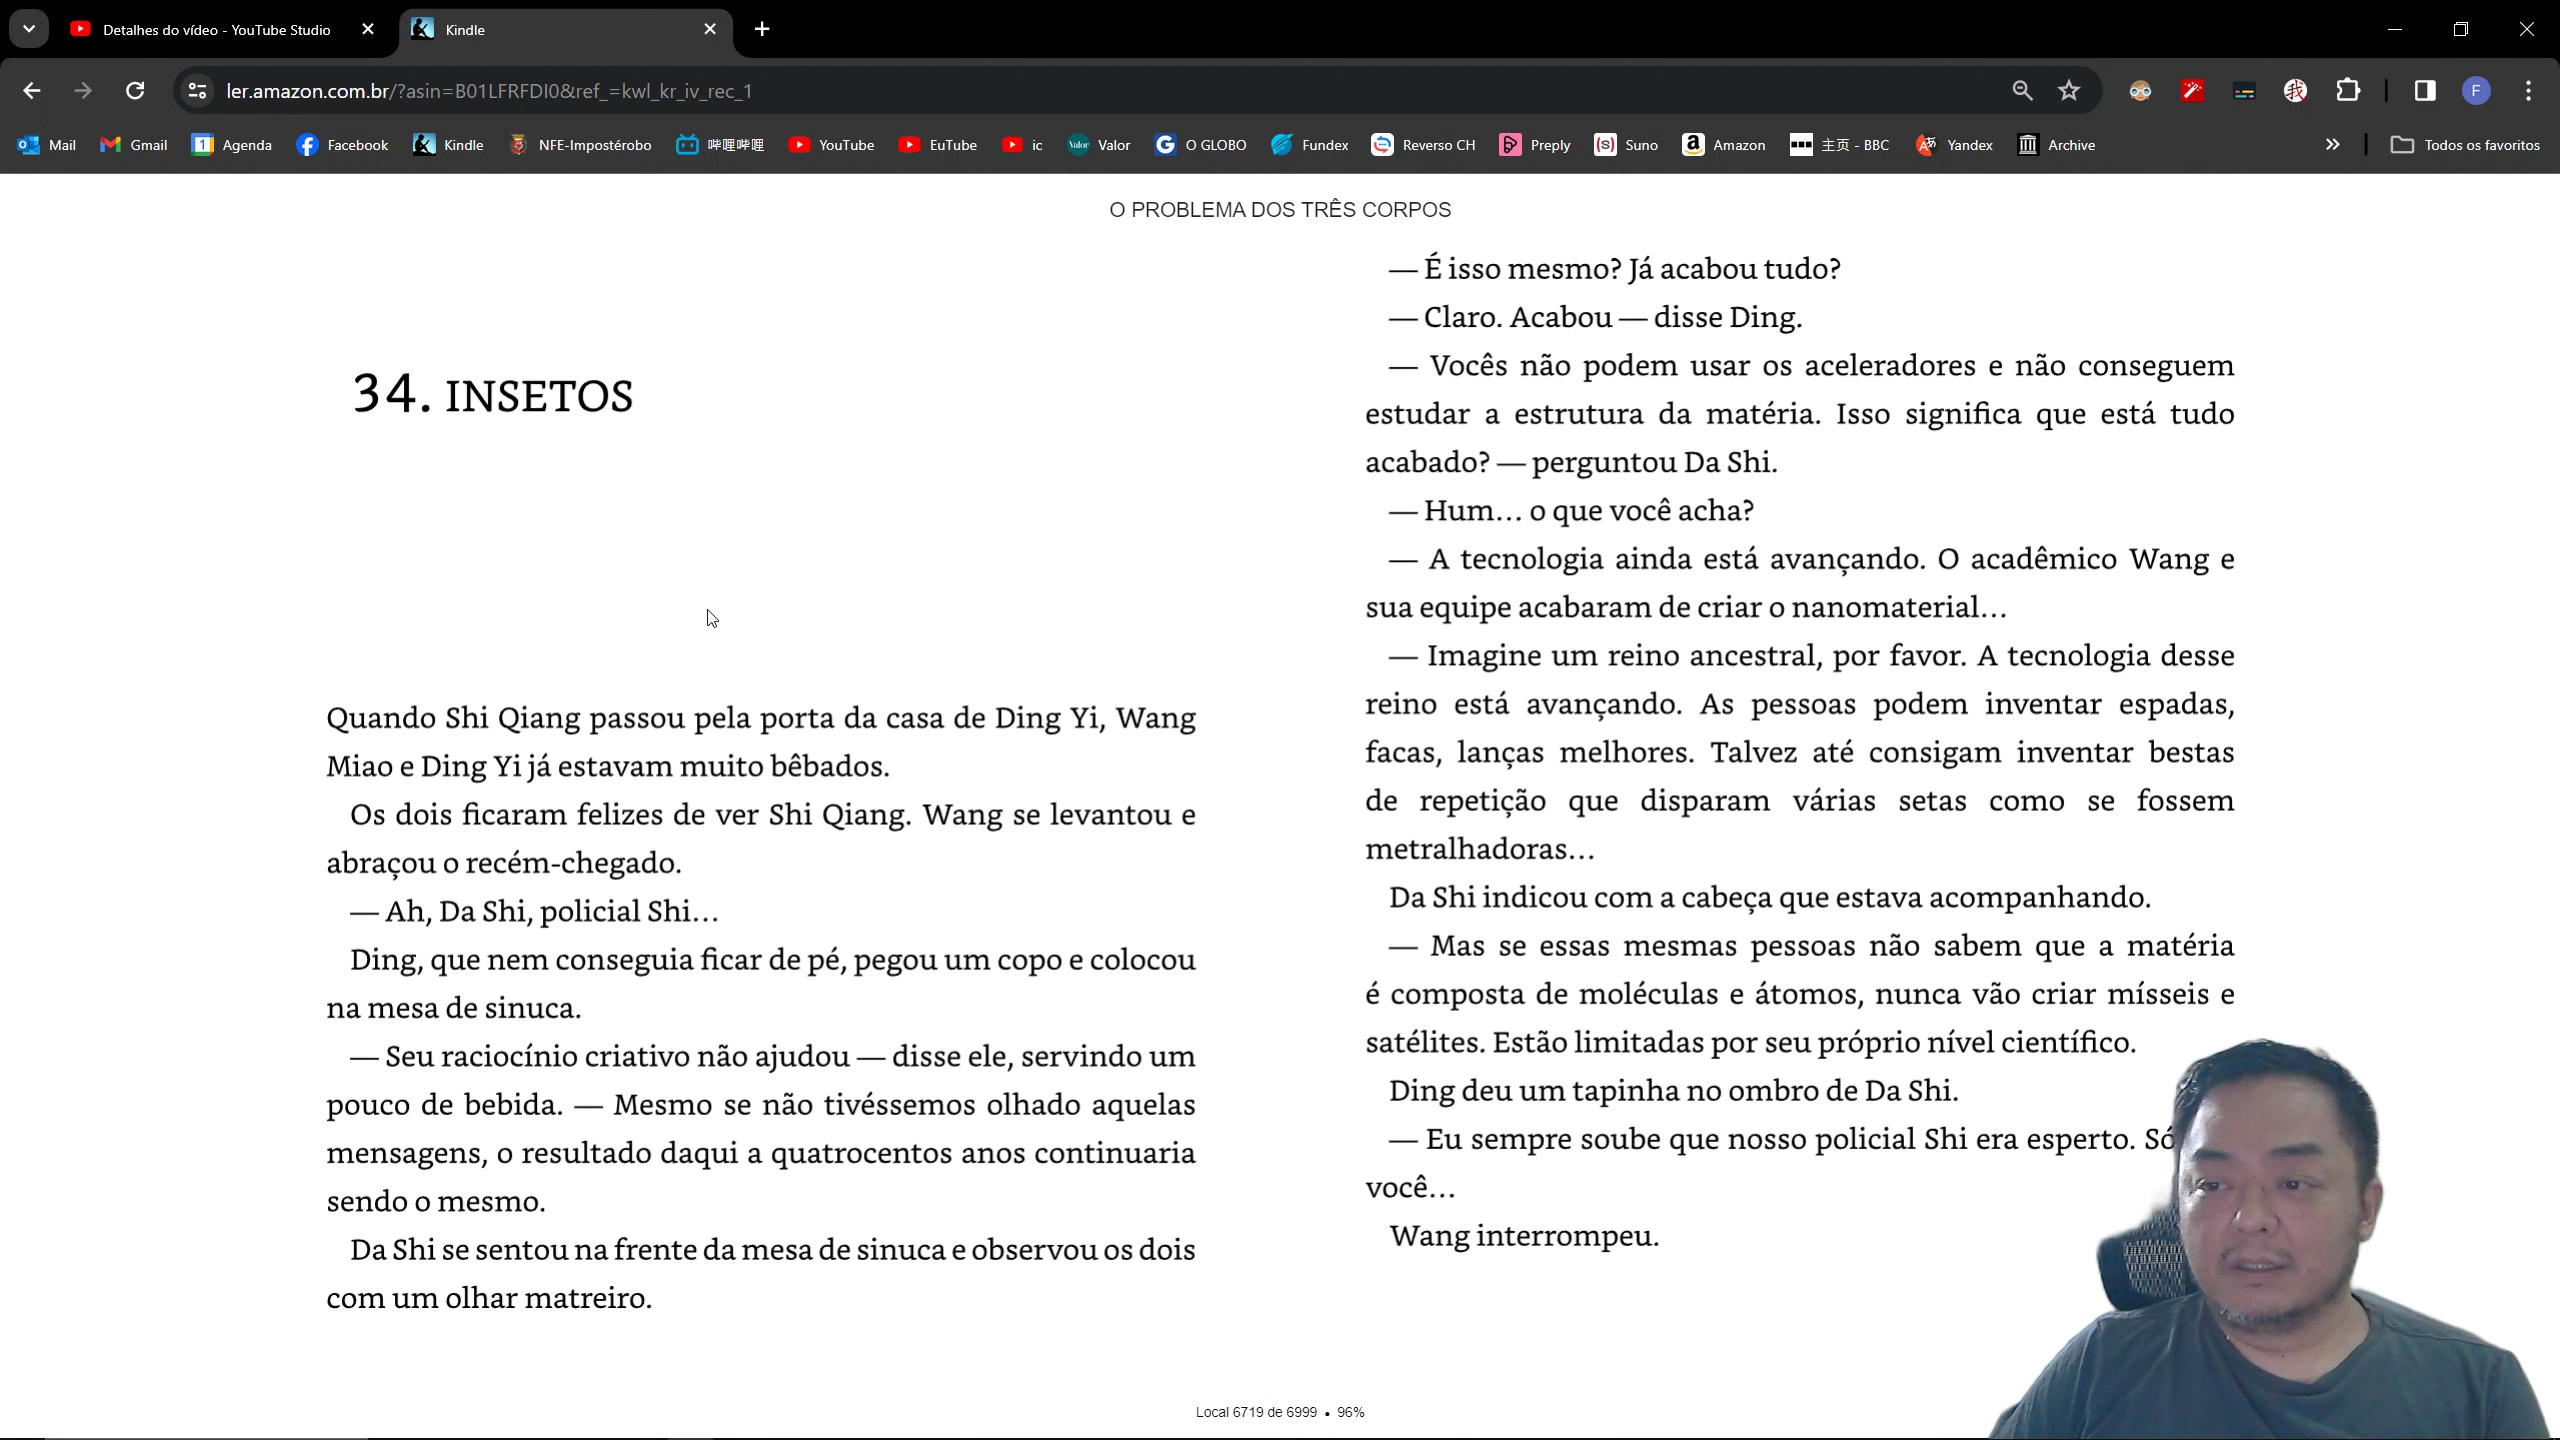 Detalhes do vídeo - YouTube Studio
Kindle
ler.amazon.com.br/?asin=B01LFRFDI0&ref_=kwl_kr_iv_rec_1
F
Mail
Gmail
Agenda
Facebook
Kindle
NFE-Impostérobo
哔哩哔哩
YouTube
EuTube
ic
Valor
O GLOBO
Fundex
Reverso CH
Preply
Suno
Amazon
主页 - BBC
Yandex
Archive
Todos os favoritos
O PROBLEMA DOS TRÊS CORPOS
34. INSETOS
Quando Shi Qiang passou pela porta da casa de Ding Yi, Wang
Miao e Ding Yi já estavam muito bêbados.
Os dois ficaram felizes de ver Shi Qiang. Wang se levantou e
abraçou o recém-chegado.
— Ah, Da Shi, policial Shi…
Ding, que nem conseguia ficar de pé, pegou um copo e colocou
na mesa de sinuca.
— Seu raciocínio criativo não ajudou — disse ele, servindo um
pouco de bebida. — Mesmo se não tivéssemos olhado aquelas
mensagens, o resultado daqui a quatrocentos anos continuaria
sendo o mesmo.
Da Shi se sentou na frente da mesa de sinuca e observou os dois
com um olhar matreiro.
— É isso mesmo? Já acabou tudo?
— Claro. Acabou — disse Ding.
— Vocês não podem usar os aceleradores e não conseguem
estudar a estrutura da matéria. Isso significa que está tudo
acabado? — perguntou Da Shi.
— Hum… o que você acha?
— A tecnologia ainda está avançando. O acadêmico Wang e
sua equipe acabaram de criar o nanomaterial…
— Imagine um reino ancestral, por favor. A tecnologia desse
reino está avançando. As pessoas podem inventar espadas,
facas, lanças melhores. Talvez até consigam inventar bestas
de repetição que disparam várias setas como se fossem
metralhadoras…
Da Shi indicou com a cabeça que estava acompanhando.
— Mas se essas mesmas pessoas não sabem que a matéria
é composta de moléculas e átomos, nunca vão criar mísseis e
satélites. Estão limitadas por seu próprio nível científico.
Ding deu um tapinha no ombro de Da Shi.
— Eu sempre soube que nosso policial Shi era esperto. Só
você…
Wang interrompeu.
Local 6719 de 6999 • 96%